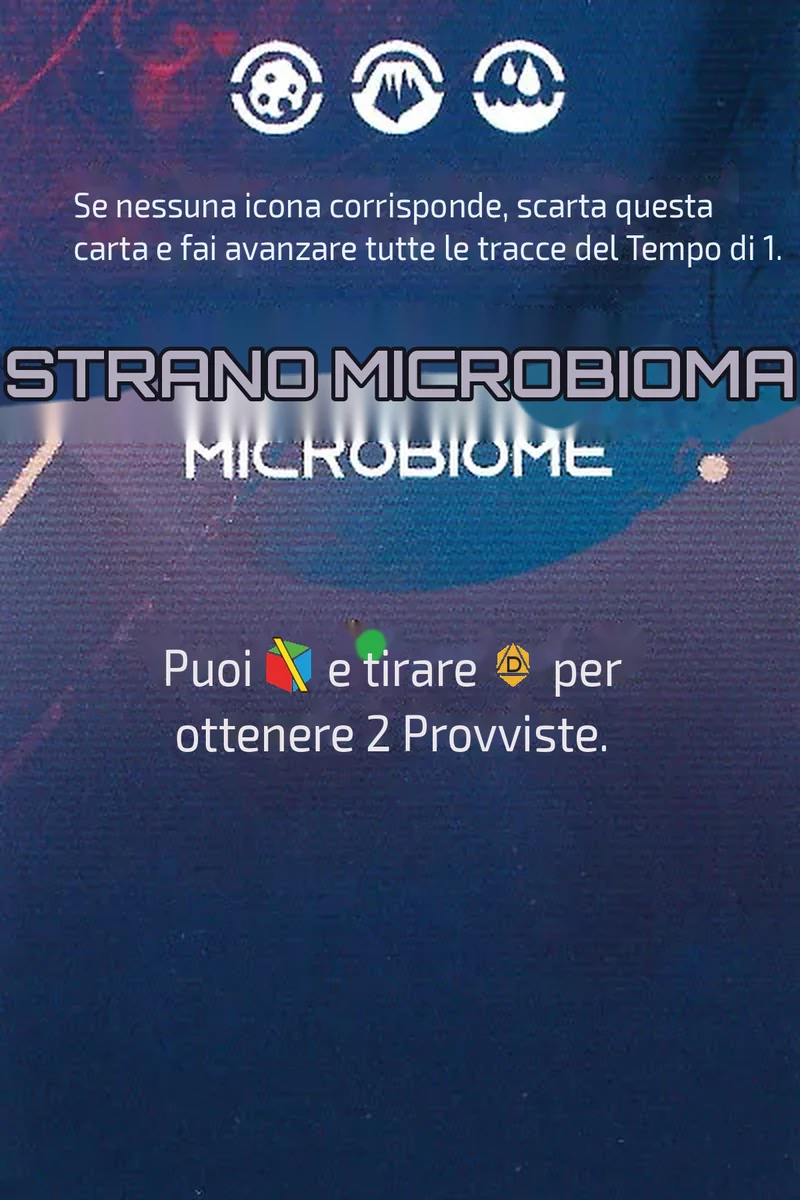 Se nessuna icona corrisponde, scarta questa
carta e fai avanzare tutte le tracce del Tempo di 1.
STRANO MICROBIOMA
MICROBIOME
Puoi e tirare D per
ottenere 2 Provviste.